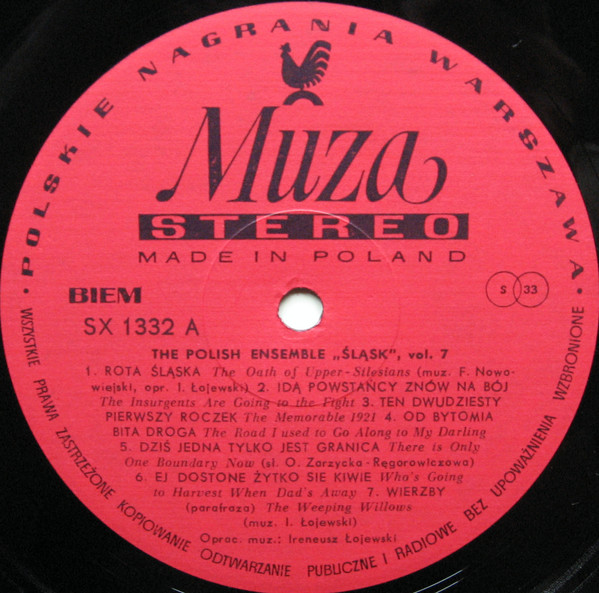 • POLSKIE NAGRANIA WARSZAWA •
Muza
STEREO
MADE IN POLAND
BIEM
S 33
SX 1332 A
THE POLISH ENSEMBLE „ŚLĄSK”, vol. 7
1. ROTA ŚLĄSKA The Oath of Upper-Silesians (muz. F. Nowo-
wiejski, opr. I. Łojewski) 2. IDĄ POWSTAŃCY ZNÓW NA BÓJ
The Insurgents Are Going to the Fight 3. TEN DWUDZIESTY
PIERWSZY ROCZEK The Memorable 1921 4. OD BYTOMIA
BITA DROGA The Road I used to Go Along to My Darling
5. DZIŚ JEDNA TYLKO JEST GRANICA There is Only
One Boundary Now (sł. O. Zarzycka-Ręgorowiczowa)
6. EJ DOSTONE ŻYTKO SIE KIWIE Who's Going
to Harvest When Dad's Away 7. WIERZBY
(parafraza) The Weeping Willows
(muz. I. Łojewski)
Oprac. muz.: Ireneusz Łojewski
WSZYSTKIE PRAWA ZASTRZEŻONE KOPIOWANIE ODTWARZANIE PUBLICZNE I RADIOWE BEZ UPOWAŻNIENIA WZBRONIONE